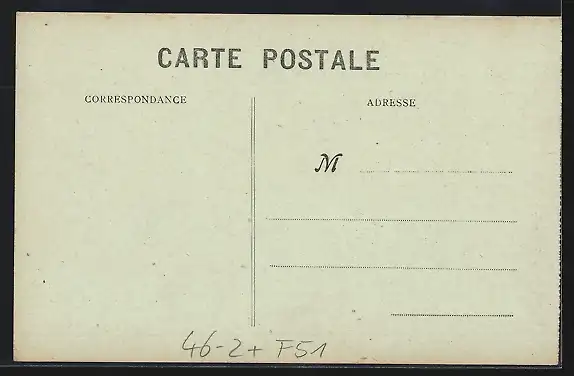 CARTE POSTALE
CORRESPONDANCE
ADRESSE
M
46-2+ F51